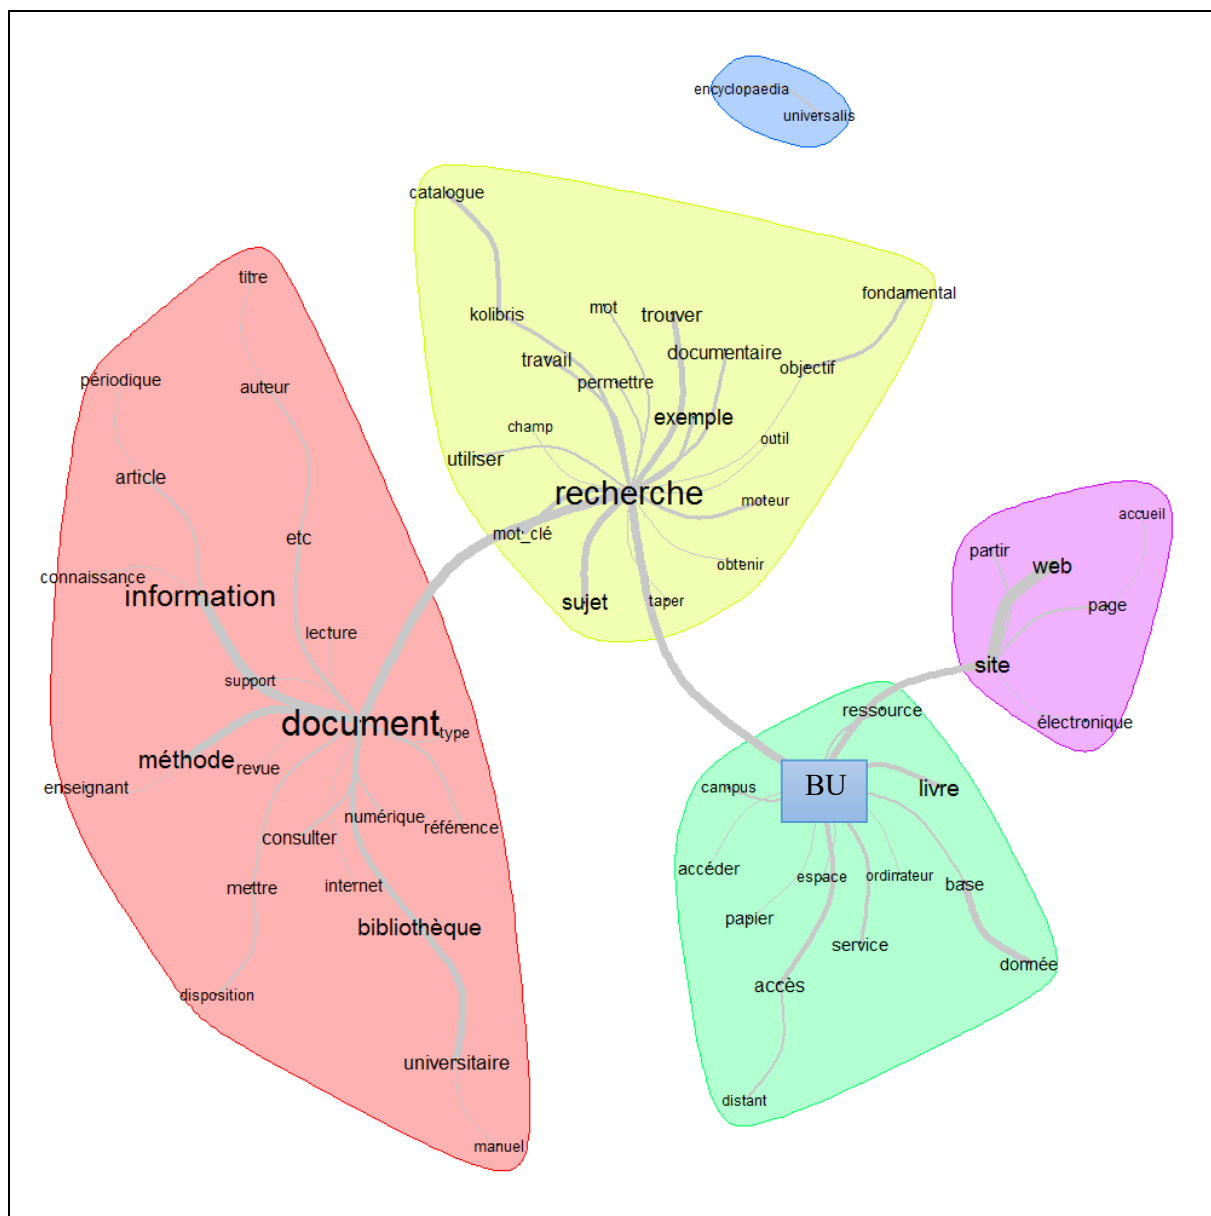 encyclopaedia
universalis
catalogue
kolibris
mot
trouver
fondamental
travail
permettre
documentaire
objectif
champ
exemple
outil
utiliser
recherche
moteur
mot_clé
obtenir
sujet
taper
titre
périodique
auteur
article
etc
connaissance
information
lecture
support
document
type
méthode
revue
enseignant
numérique
consulter
référence
mettre
internet
bibliothèque
disposition
universitaire
manuel
accueil
partir
web
page
site
électronique
ressource
BU
campus
livre
accéder
espace
ordinateur
base
papier
service
donnée
accès
distant